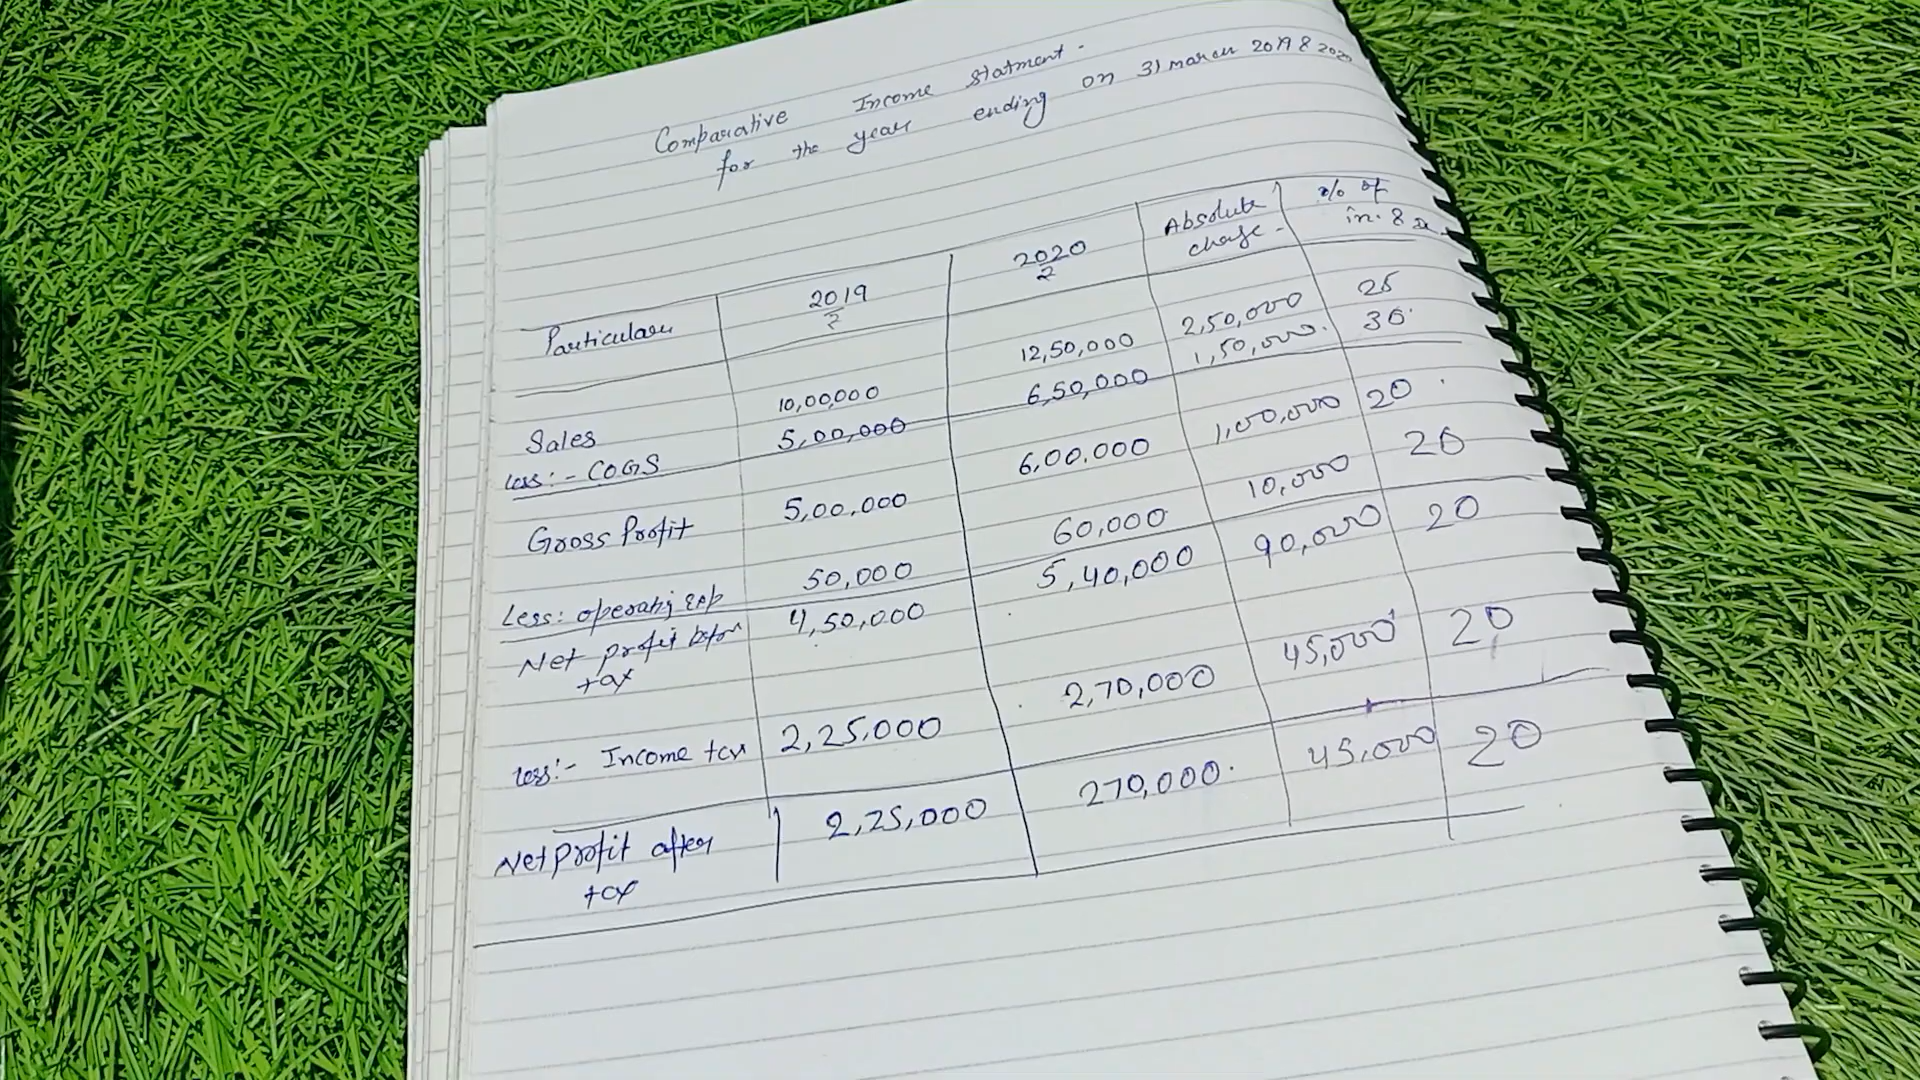 Comparative Income statment -
for the year ending on 31 march 2019 & 2020
Particulars 2019 ₹ 2020 ₹ Absolute change - % of in. & de.
Sales 10,00,000 12,50,000 2,50,000 25
Less:- COGS 5,00,000 6,50,000 1,50,000. 30
Gross Profit 5,00,000 6,00,000 1,00,000 20
Less: operating exp 50,000 60,000 10,000 20
Net profit before tax 4,50,000 5,40,000 90,000 20
Less:- Income tax 2,25,000 2,70,000 45,000 20
Net Profit after tax 2,25,000 270,000. 45,000 20